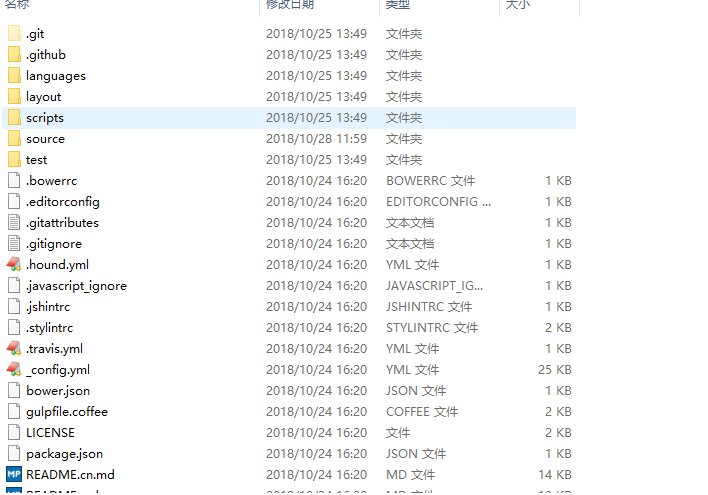 名称 修改日期 类型 大小
.git 2018/10/25 13:49 文件夹
.github 2018/10/25 13:49 文件夹
languages 2018/10/25 13:49 文件夹
layout 2018/10/25 13:49 文件夹
scripts 2018/10/25 13:49 文件夹
source 2018/10/28 11:59 文件夹
test 2018/10/25 13:49 文件夹
.bowerrc 2018/10/24 16:20 BOWERRC 文件 1 KB
.editorconfig 2018/10/24 16:20 EDITORCONFIG ... 1 KB
.gitattributes 2018/10/24 16:20 文本文档 1 KB
.gitignore 2018/10/24 16:20 文本文档 1 KB
.hound.yml 2018/10/24 16:20 YML 文件 1 KB
.javascript_ignore 2018/10/24 16:20 JAVASCRIPT_IG... 1 KB
.jshintrc 2018/10/24 16:20 JSHINTRC 文件 1 KB
.stylintrc 2018/10/24 16:20 STYLINTRC 文件 2 KB
.travis.yml 2018/10/24 16:20 YML 文件 1 KB
_config.yml 2018/10/24 16:20 YML 文件 25 KB
bower.json 2018/10/24 16:20 JSON 文件 1 KB
gulpfile.coffee 2018/10/24 16:20 COFFEE 文件 2 KB
LICENSE 2018/10/24 16:20 文件 2 KB
package.json 2018/10/24 16:20 JSON 文件 1 KB
MP README.cn.md 2018/10/24 16:20 MD 文件 14 KB